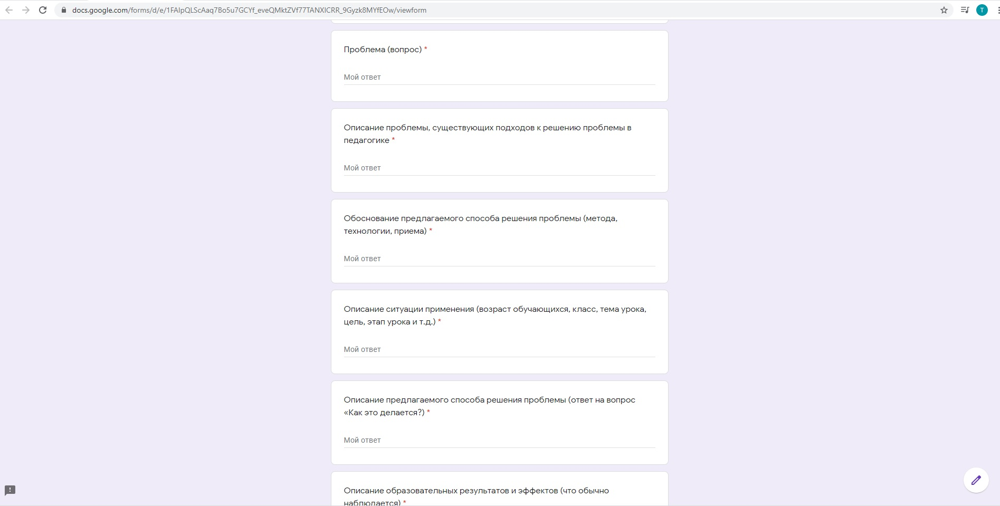 docs.google.com/forms/d/e/1FAIpQLScAaq7Bo5u7GCYf_eveQMktZVf77TANXlCRR_9Gyzk8MYfEOw/viewform
T
Проблема (вопрос) *
Мой ответ
Описание проблемы, существующих подходов к решению проблемы в
педагогике *
Мой ответ
Обоснование предлагаемого способа решения проблемы (метода,
технологии, приема) *
Мой ответ
Описание ситуации применения (возраст обучающихся, класс, тема урока,
цель, этап урока и т.д.) *
Мой ответ
Описание предлагаемого способа решения проблемы (ответ на вопрос
«Как это делается?) *
Мой ответ
Описание образовательных результатов и эффектов (что обычно
наблюдается) *